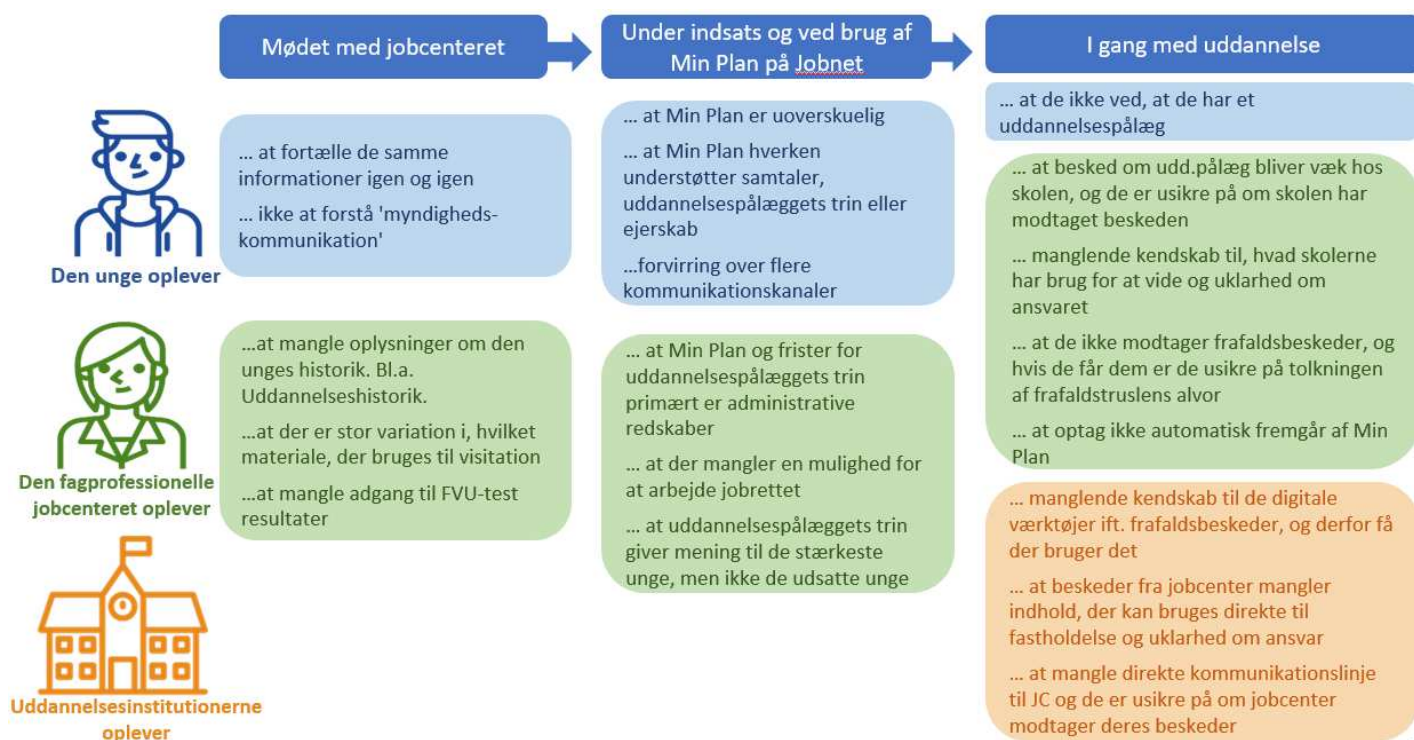 Mødet med jobcenteret
Under indsats og ved brug af
Min Plan på Jobnet
I gang med uddannelse
Den unge oplever
... at fortælle de samme
informationer igen og igen
... ikke at forstå 'myndigheds-
kommunikation'
... at Min Plan er uoverskuelig
... at Min Plan hverken
understøtter samtaler,
uddannelsespålæggets trin eller
ejerskab
...forvirring over flere
kommunikationskanaler
... at de ikke ved, at de har et
uddannelsespålæg
Den fagprofessionelle
jobcenteret oplever
...at mangle oplysninger om den
unges historik. Bl.a.
Uddannelseshistorik.
...at der er stor variation i, hvilket
materiale, der bruges til visitation
...at mangle adgang til FVU-test
resultater
... at Min Plan og frister for
uddannelsespålæggets trin
primært er administrative
redskaber
... at der mangler en mulighed for
at arbejde jobrettet
... at uddannelsespålæggets trin
giver mening til de stærkeste
unge, men ikke de udsatte unge
... at besked om udd.pålæg bliver væk hos
skolen, og de er usikre på om skolen har
modtaget beskeden
... manglende kendskab til, hvad skolerne
har brug for at vide og uklarhed om
ansvaret
... at de ikke modtager frafaldsbeskeder, og
hvis de får dem er de usikre på tolkningen
af frafaldstruslens alvor
... at optag ikke automatisk fremgår af Min
Plan
Uddannelsesinstitutionerne
oplever
... manglende kendskab til de digitale
værktøjer ift. frafaldsbeskeder, og derfor få
der bruger det
... at beskeder fra jobcenter mangler
indhold, der kan bruges direkte til
fastholdelse og uklarhed om ansvar
... at mangle direkte kommunikationslinje
til JC og de er usikre på om jobcenter
modtager deres beskeder